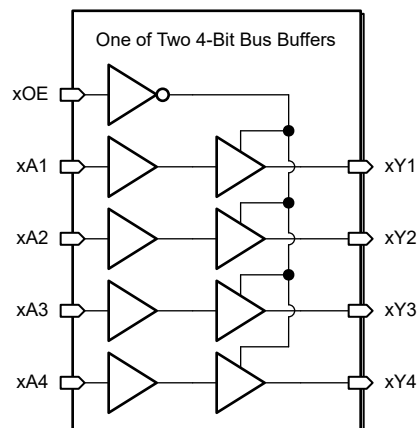 One of Two 4-Bit Bus Buffers
xOE
xA1
xY1
xA2
xY2
xA3
xY3
xA4
xY4